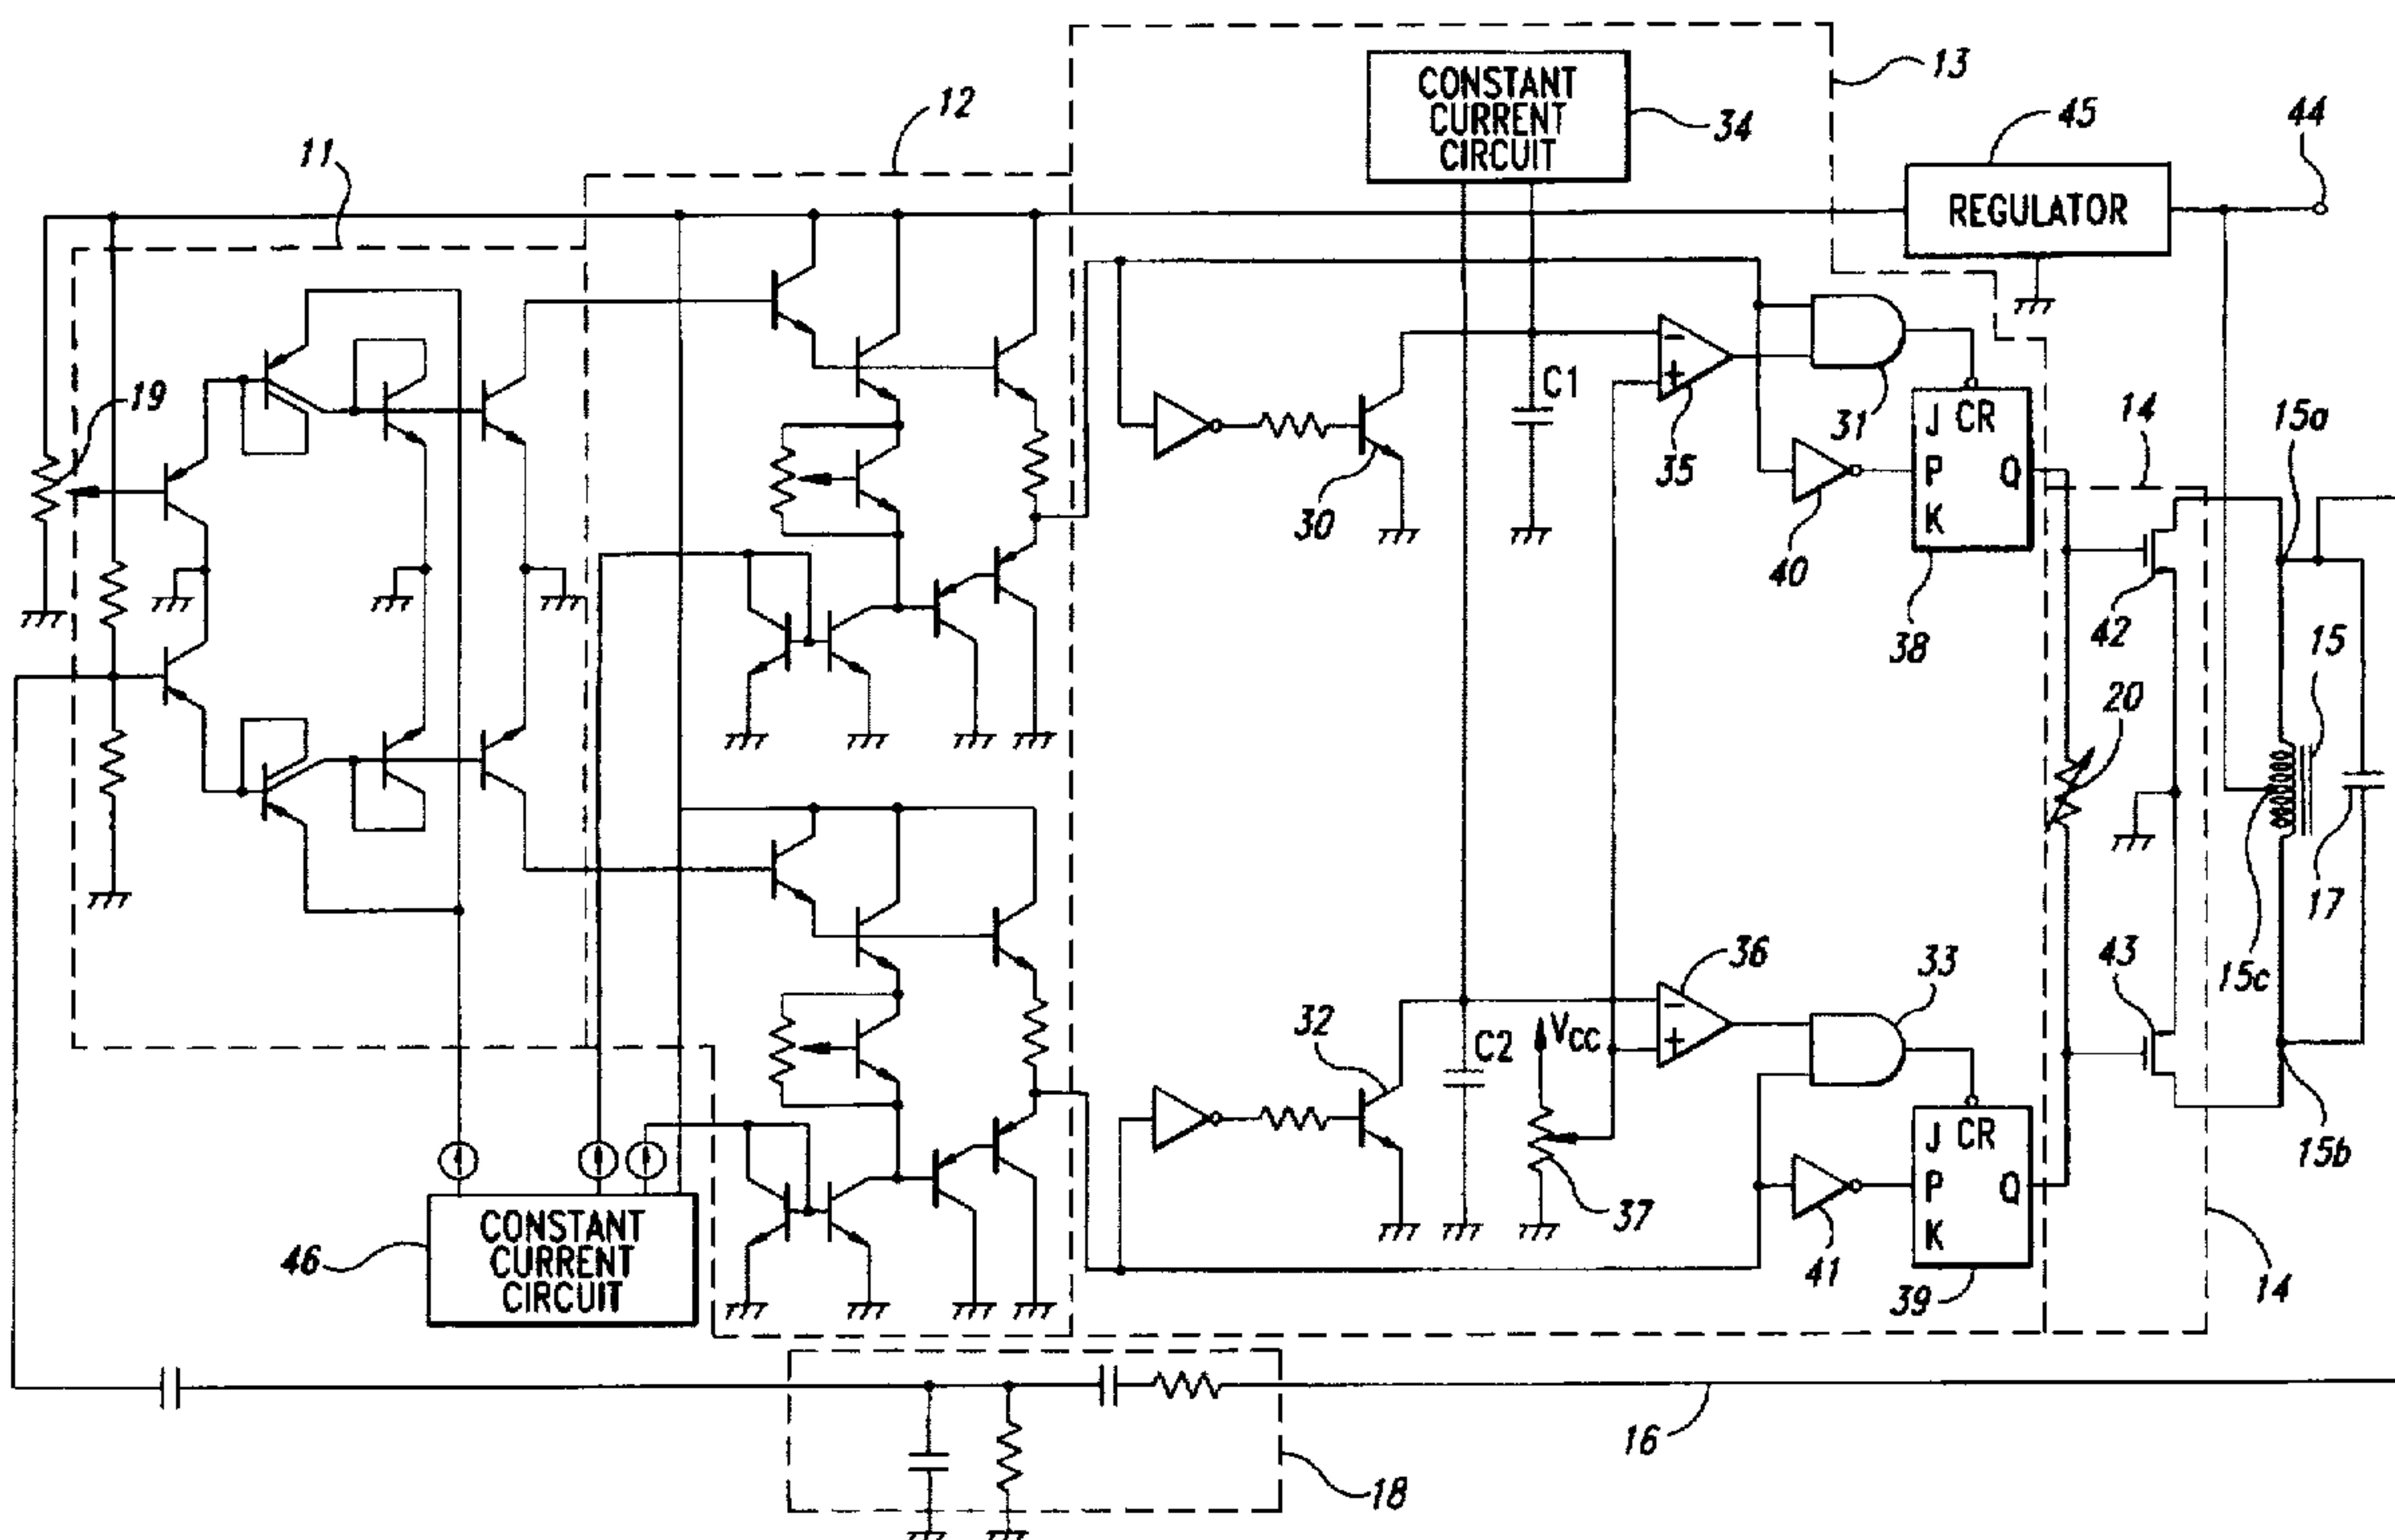 13
CONSTANT
CURRENT
CIRCUIT
34
45
44
12
11
REGULATOR
19
C1
30
35
31
40
J CR
P Q
K
38
14
15a
42
15
20
17
15c
36
33
43
32
C2
Vcc
37
41
J CR
P Q
K
39
15b
14
46
CONSTANT
CURRENT
CIRCUIT
16
18
-
+
-
+